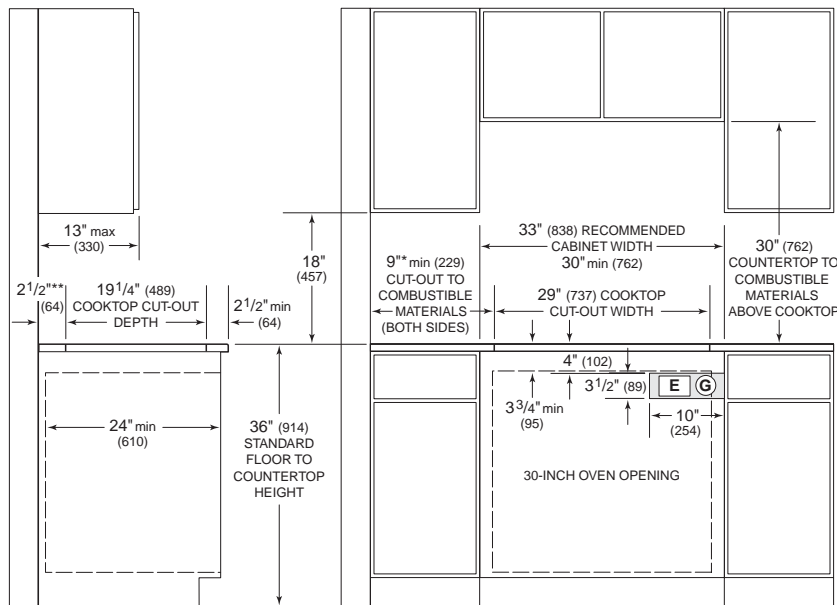 13" max
(330)
18"
(457)
33" (838) RECOMMENDED
CABINET WIDTH
30" min (762)
9"* min (229)
CUT-OUT TO
COMBUSTIBLE
MATERIALS
(BOTH SIDES)
30" (762)
COUNTERTOP TO
COMBUSTIBLE
MATERIALS
ABOVE COOKTOP
2 1/2"**
(64)
19 1/4" (489)
COOKTOP CUT-OUT
DEPTH
2 1/2" min
(64)
29" (737) COOKTOP
CUT-OUT WIDTH
4" (102)
3 1/2" (89)
E
G
3 3/4" min
(95)
10"
(254)
24" min
(610)
36" (914)
STANDARD
FLOOR TO
COUNTERTOP
HEIGHT
30-INCH OVEN OPENING